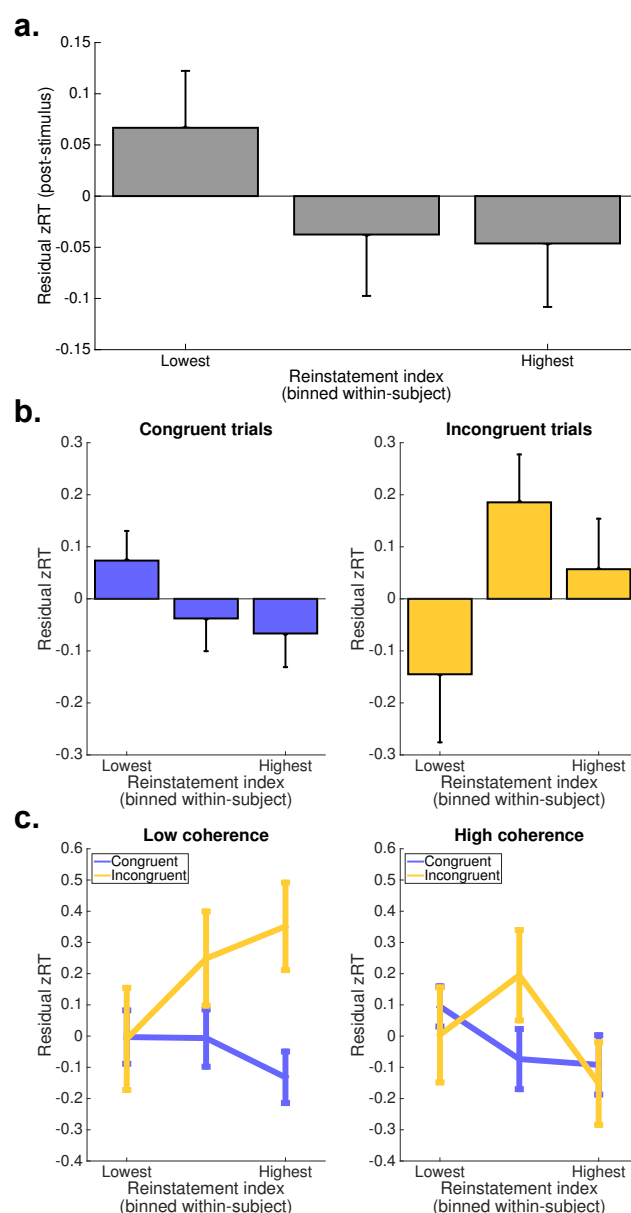 a.
Residual zRT (post-stimulus)
0.15
0.1
0.05
0
-0.05
-0.1
-0.15
Lowest
Highest
Reinstatement index
(binned within-subject)
b.
Congruent trials
Residual zRT
0.3
0.2
0.1
0
-0.1
-0.2
-0.3
Lowest
Highest
Reinstatement index
(binned within-subject)
Incongruent trials
Residual zRT
0.3
0.2
0.1
0
-0.1
-0.2
-0.3
Lowest
Highest
Reinstatement index
(binned within-subject)
c.
Low coherence
Congruent
Incongruent
Residual zRT
0.6
0.5
0.4
0.3
0.2
0.1
0
-0.1
-0.2
-0.3
-0.4
Lowest
Highest
Reinstatement index
(binned within-subject)
High coherence
Congruent
Incongruent
Residual zRT
0.6
0.5
0.4
0.3
0.2
0.1
0
-0.1
-0.2
-0.3
-0.4
Lowest
Highest
Reinstatement index
(binned within-subject)